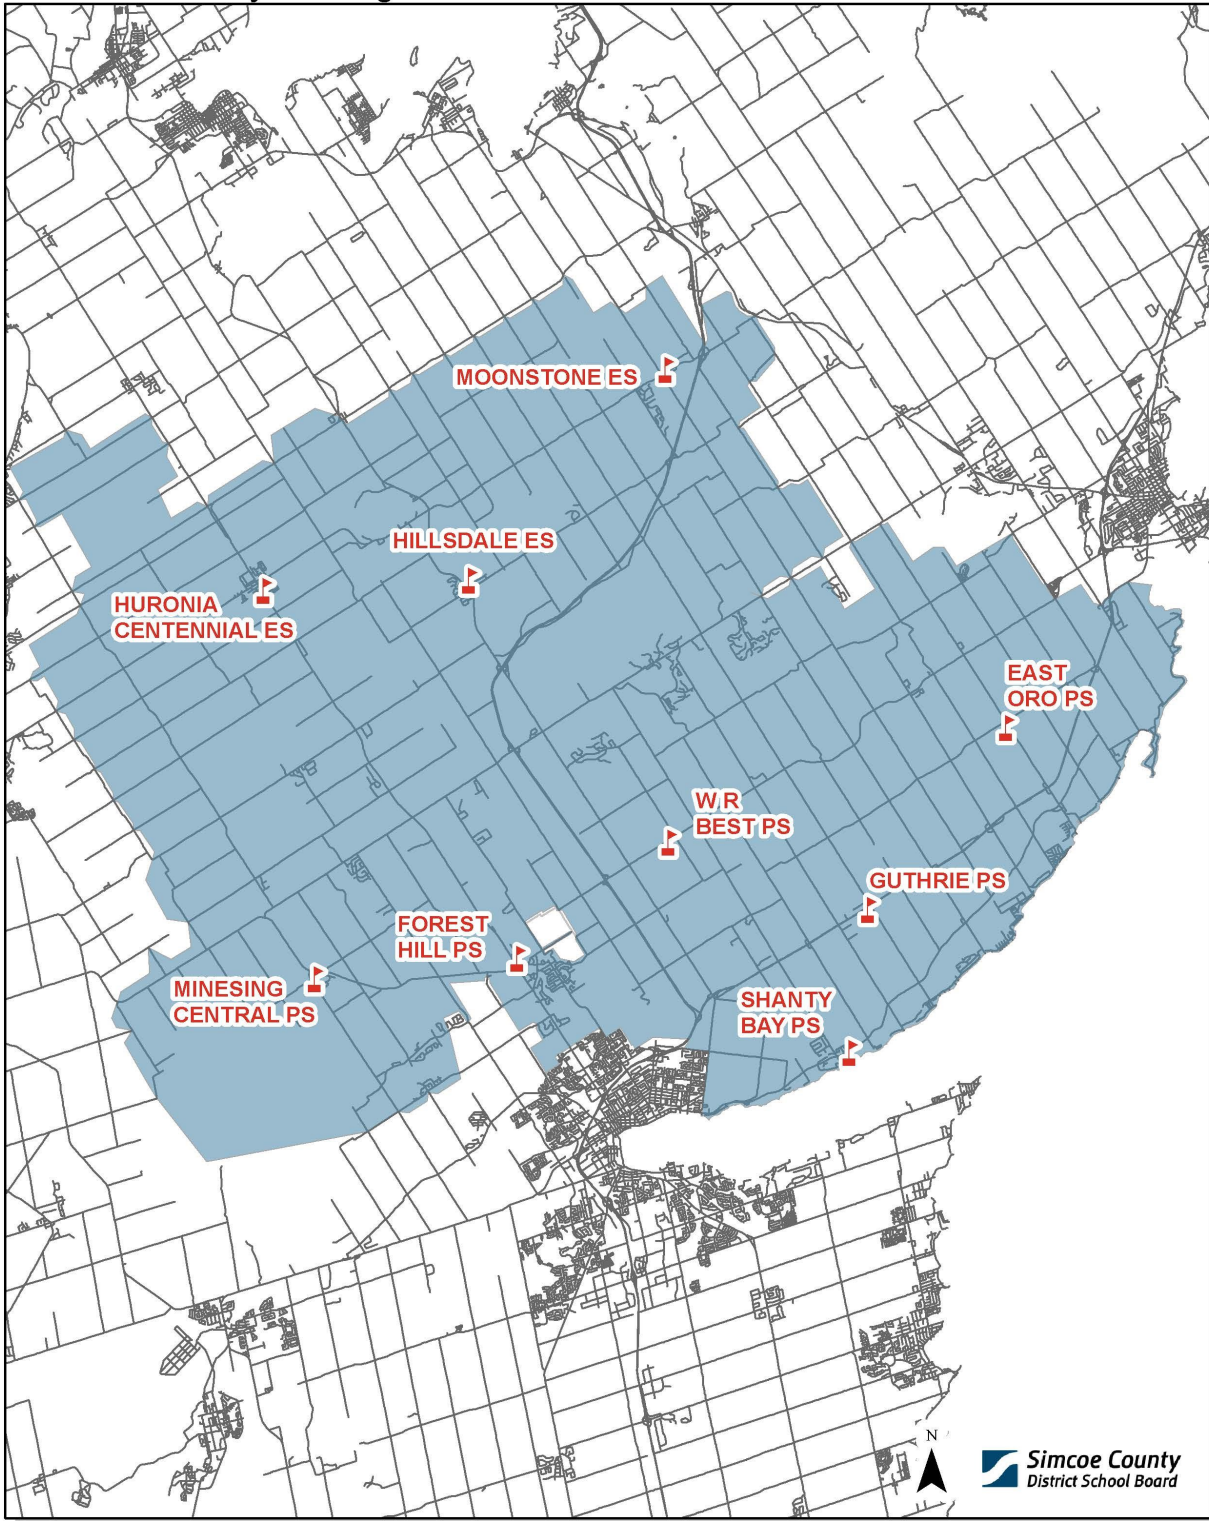 MOONSTONE ES
HILLSDALE ES
HURONIA
CENTENNIAL ES
EAST
ORO PS
W R
BEST PS
GUTHRIE PS
FOREST
HILL PS
MINESING
CENTRAL PS
SHANTY
BAY PS
N
Simcoe County
District School Board